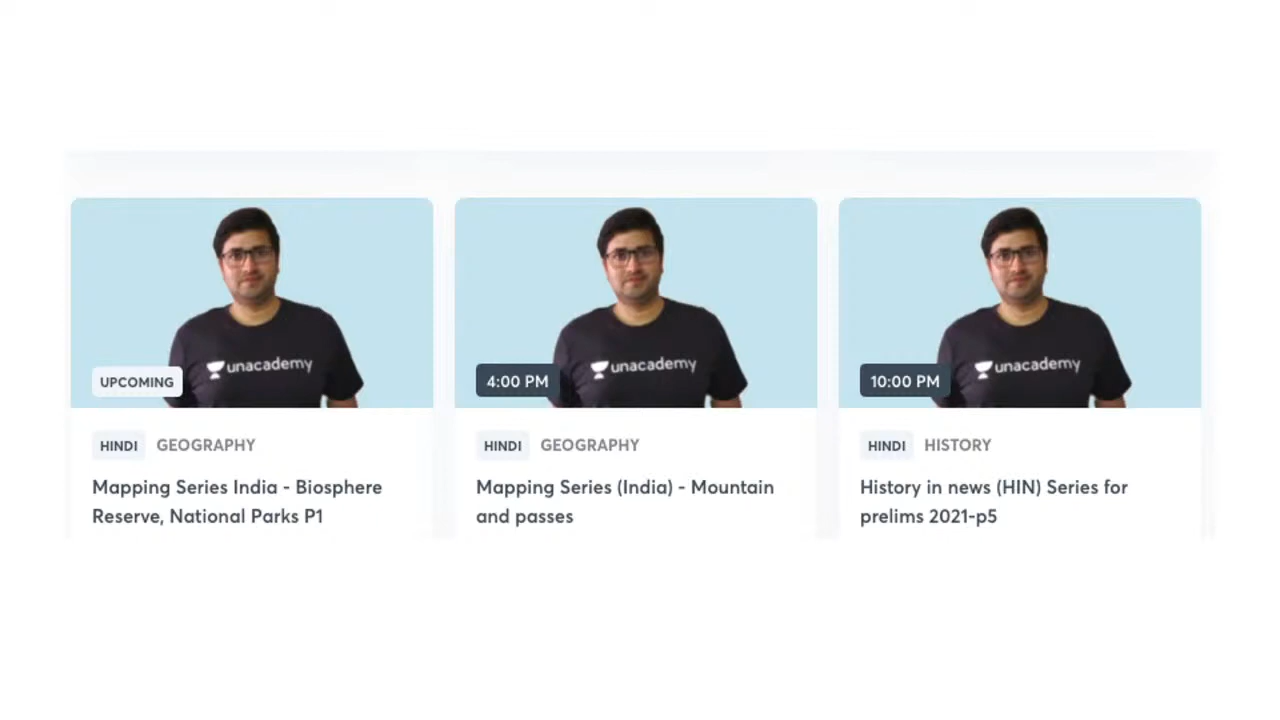 unacademy
UPCOMING
HINDI GEOGRAPHY
Mapping Series India - Biosphere
Reserve, National Parks P1
unacademy
4:00 PM
HINDI GEOGRAPHY
Mapping Series (India) - Mountain
and passes
unacademy
10:00 PM
HINDI HISTORY
History in news (HIN) Series for
prelims 2021-p5